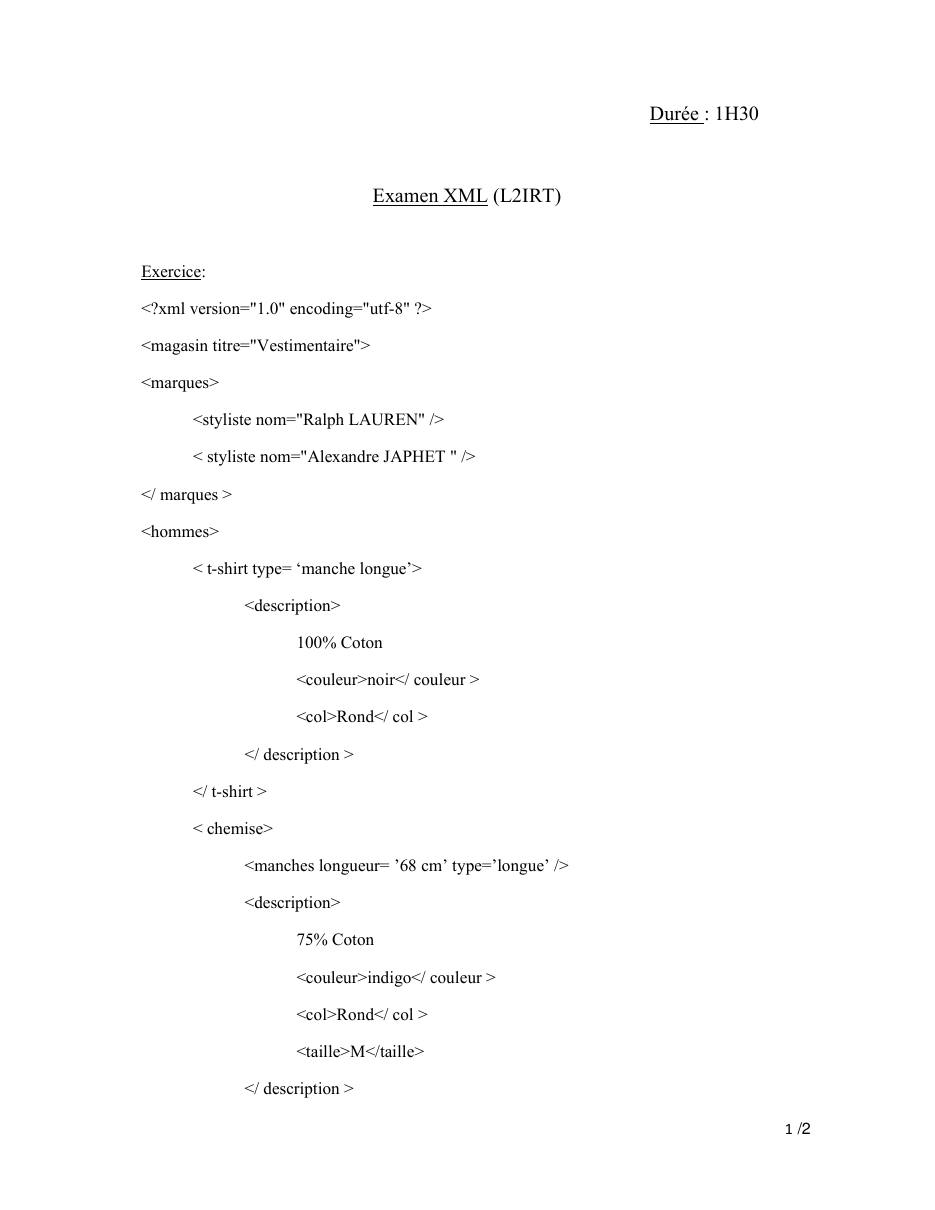 Durée : 1H30
Examen XML (L2IRT)
Exercice:
<?xml version="1.0" encoding="utf-8" ?>
<magasin titre="Vestimentaire">
<marques>
<styliste nom="Ralph LAUREN" />
< styliste nom="Alexandre JAPHET " />
</ marques >
<hommes>
< t-shirt type= ‘manche longue’>
<description>
100% Coton
<couleur>noir</ couleur >
<col>Rond</ col >
</ description >
</ t-shirt >
< chemise>
<manches longueur= ’68 cm’ type=’longue’ />
<description>
75% Coton
<couleur>indigo</ couleur >
<col>Rond</ col >
<taille>M</taille>
</ description >
1 /2